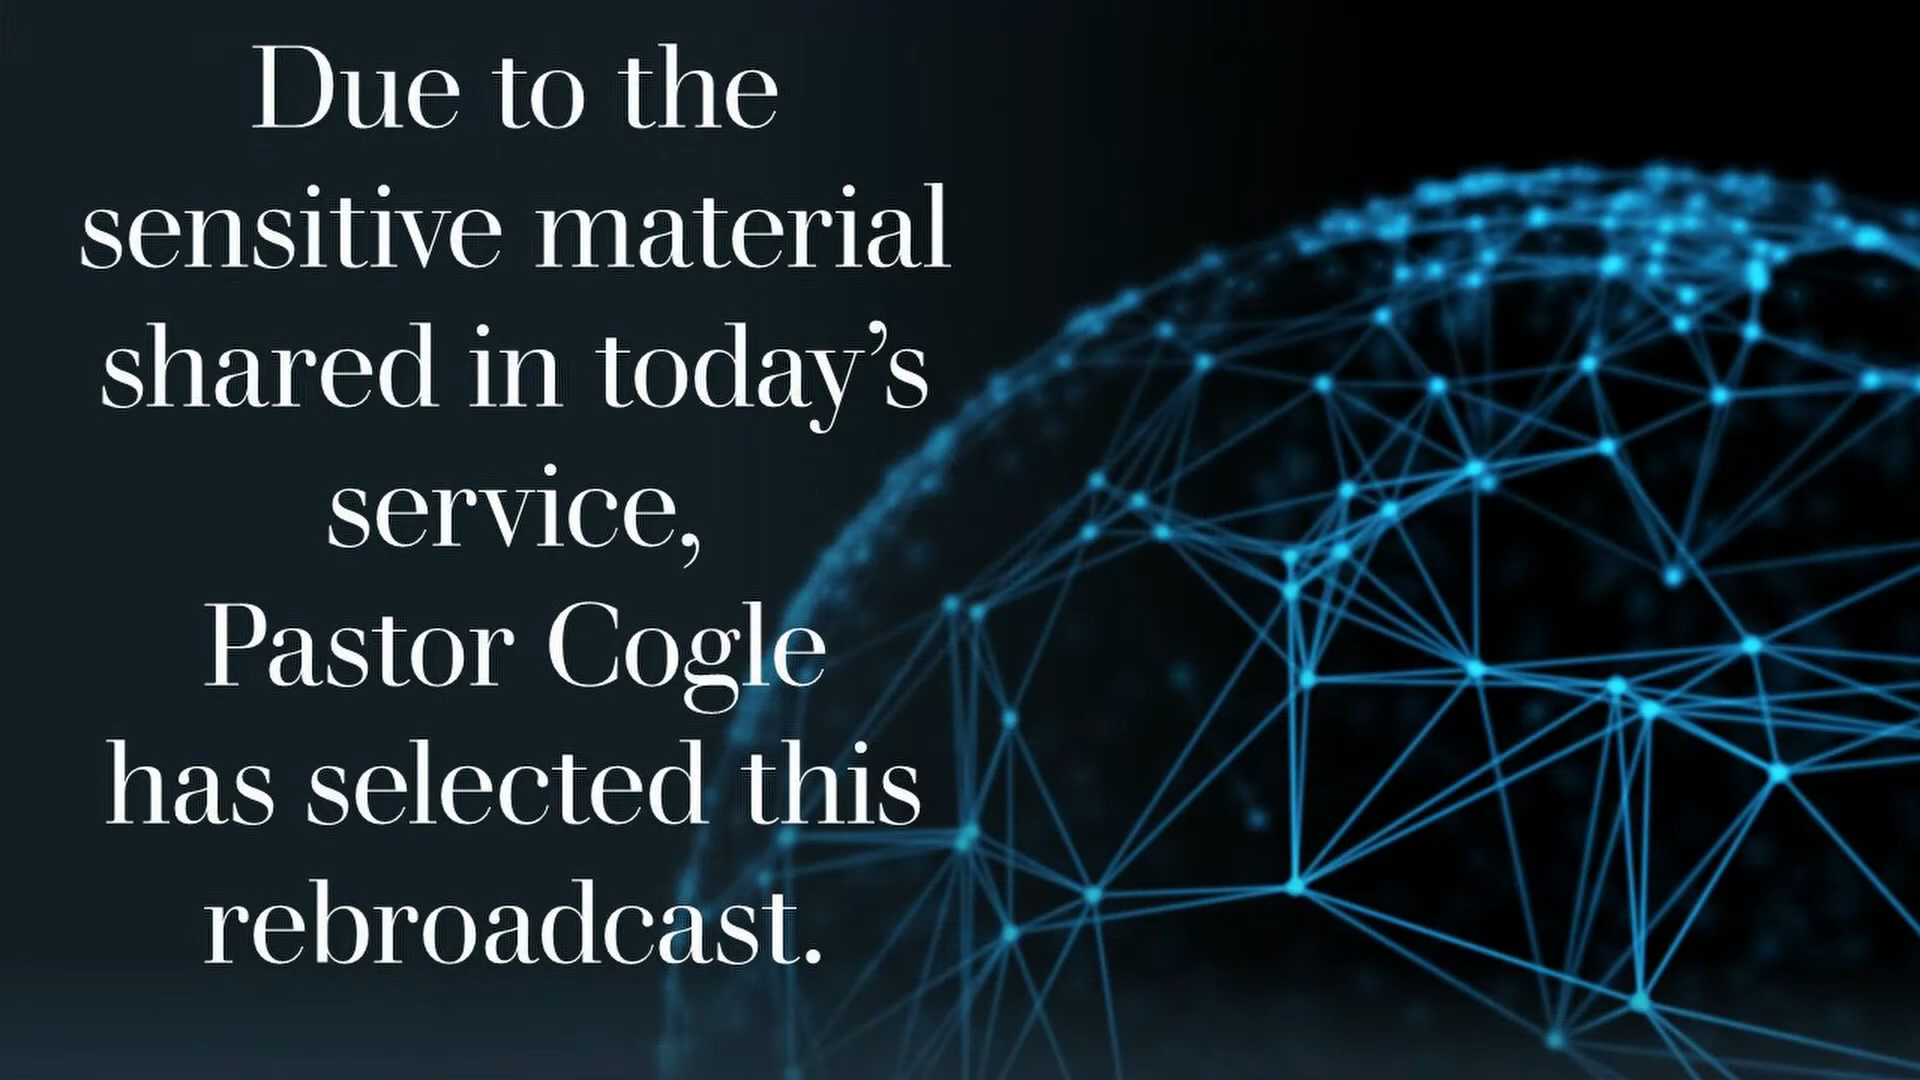 Due to the
sensitive material
shared in today’s
service,
Pastor Cogle
has selected this
rebroadcast.